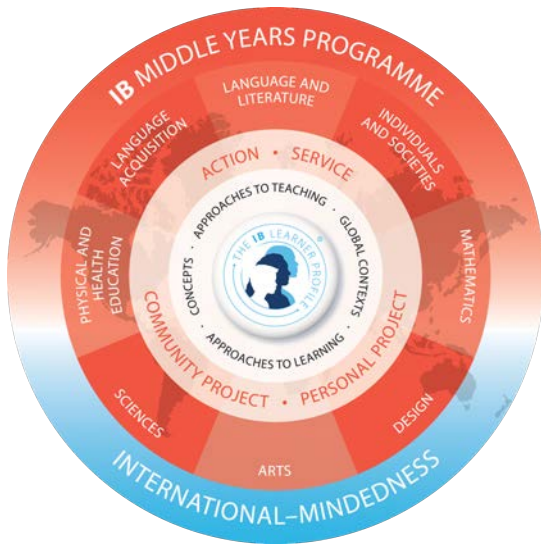 IB MIDDLE YEARS PROGRAMME
LANGUAGE AND
LITERATURE
INDIVIDUALS
AND SOCIETIES
MATHEMATICS
DESIGN
ARTS
SCIENCES
PHYSICAL AND
HEALTH
EDUCATION
LANGUAGE
ACQUISITION
ACTION • SERVICE
PERSONAL PROJECT
•
COMMUNITY PROJECT
APPROACHES TO TEACHING ·
GLOBAL CONTEXTS ·
APPROACHES TO LEARNING ·
CONCEPTS ·
THE IB LEARNER PROFILE ®
INTERNATIONAL–MINDEDNESS